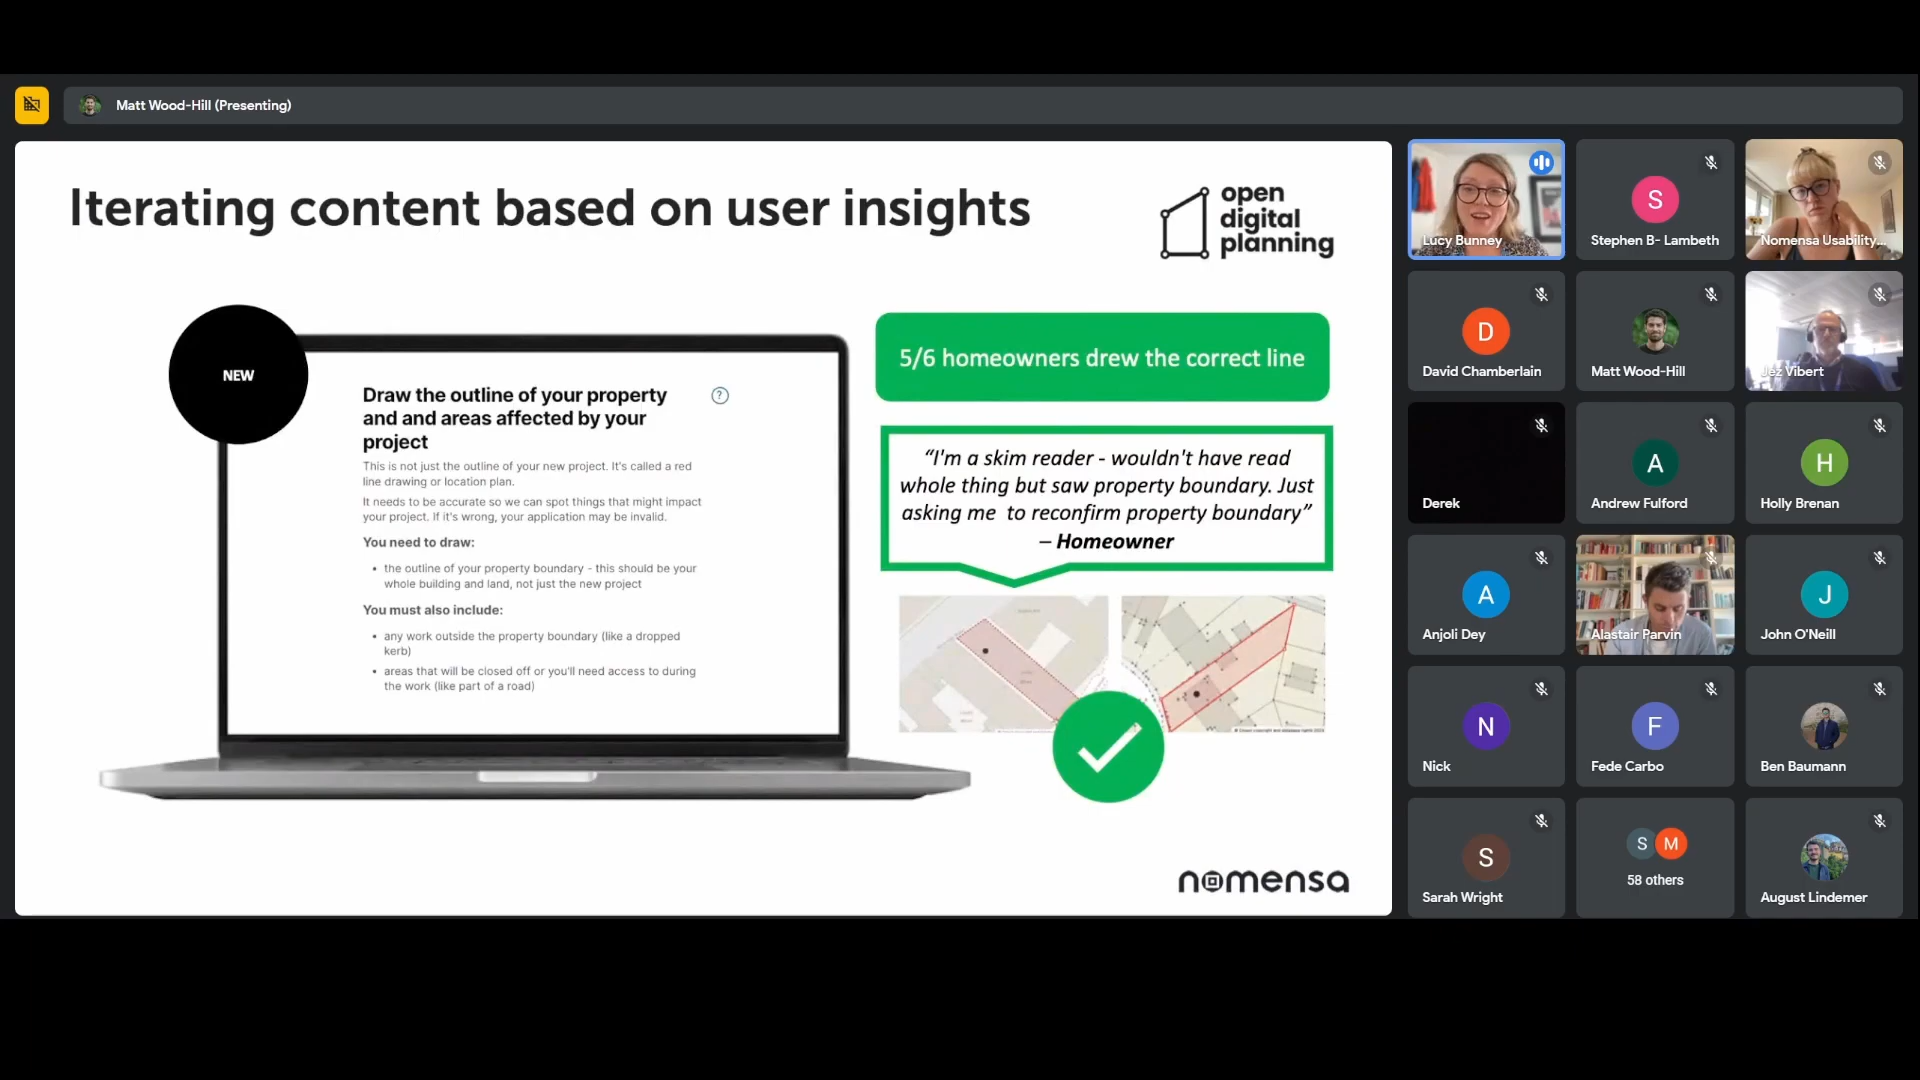 Matt Wood-Hill (Presenting)
Iterating content based on user insights
open
digital
planning
NEW
Draw the outline of your property
and and areas affected by your
project
?
This is not just the outline of your new project. It's called a red
line drawing or location plan.
It needs to be accurate so we can spot things that might impact
your project. If it's wrong, your application may be invalid.
You need to draw:
• the outline of your property boundary - this should be your
whole building and land, not just the new project
You must also include:
• any work outside the property boundary (like a dropped
kerb)
• areas that will be closed off or you'll need access to during
the work (like part of a road)
5/6 homeowners drew the correct line
“I'm a skim reader - wouldn't have read
whole thing but saw property boundary. Just
asking me to reconfirm property boundary”
– Homeowner
nomensa
Lucy Bunney
S
Stephen B- Lambeth
Nomensa Usability...
D
David Chamberlain
Matt Wood-Hill
Jez Vibert
Derek
A
Andrew Fulford
H
Holly Brenan
A
Anjoli Dey
Alastair Parvin
J
John O'Neill
N
Nick
F
Fede Carbo
Ben Baumann
S
Sarah Wright
S M
58 others
August Lindemer